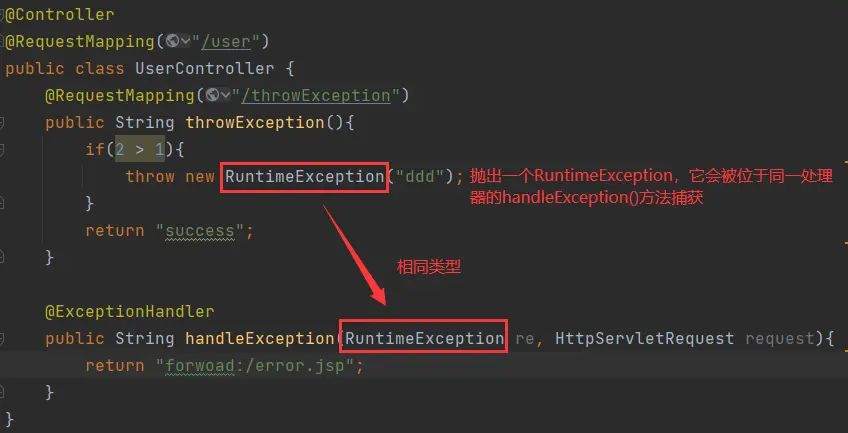 @Controller
@RequestMapping("/user")
public class UserController {
@RequestMapping("/throwException")
public String throwException(){
if(2 > 1){
throw new RuntimeException("ddd"); 抛出一个RuntimeException，它会被位于同一处理
器的handleException()方法捕获
}
return "success";
}
相同类型
@ExceptionHandler
public String handleException(RuntimeException re, HttpServletRequest request){
return "forwoad:/error.jsp";
}
}